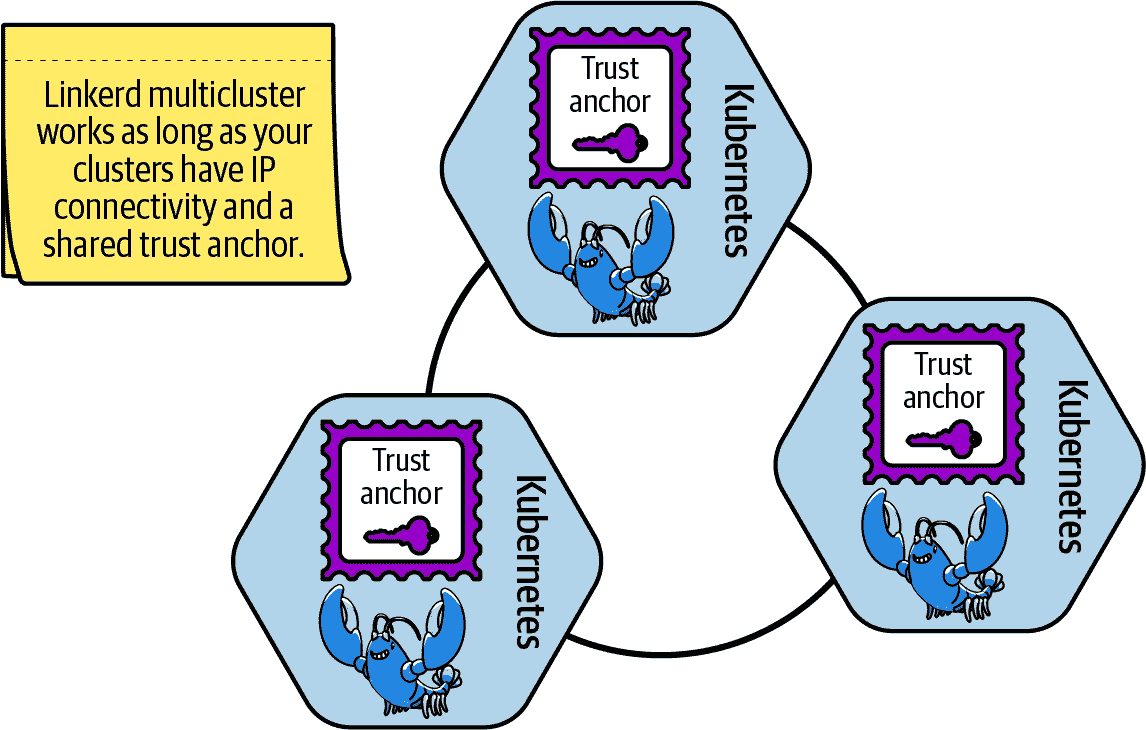 Linkerd multicluster
works as long as your
clusters have IP
connectivity and a
shared trust anchor.
Trust
anchor
Kubernetes
Trust
anchor
Kubernetes
Trust
anchor
Kubernetes